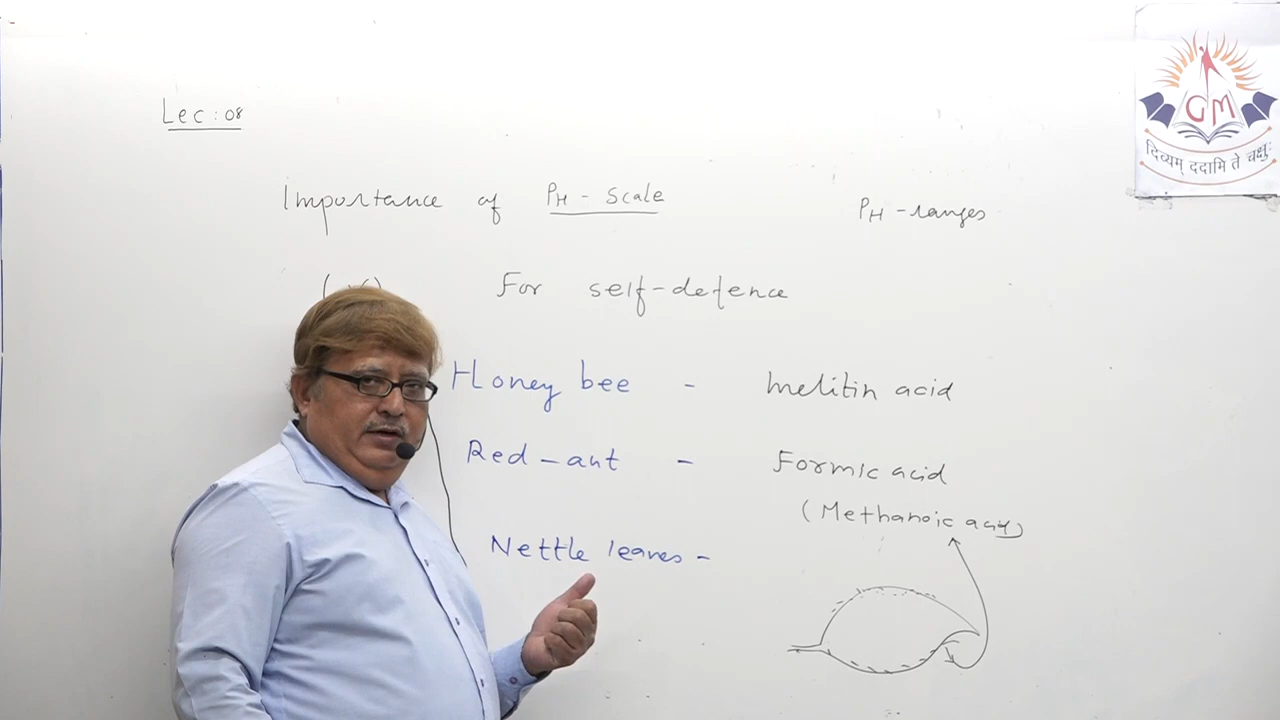 Lec : 08
GM
दिव्यम् ददामि ते चक्षुः
Importance of PH - Scale
PH - ranges
For self-defence
Honey bee - melitin acid
Red - ant - Formic acid
(Methanoic acid)
Nettle leaves -